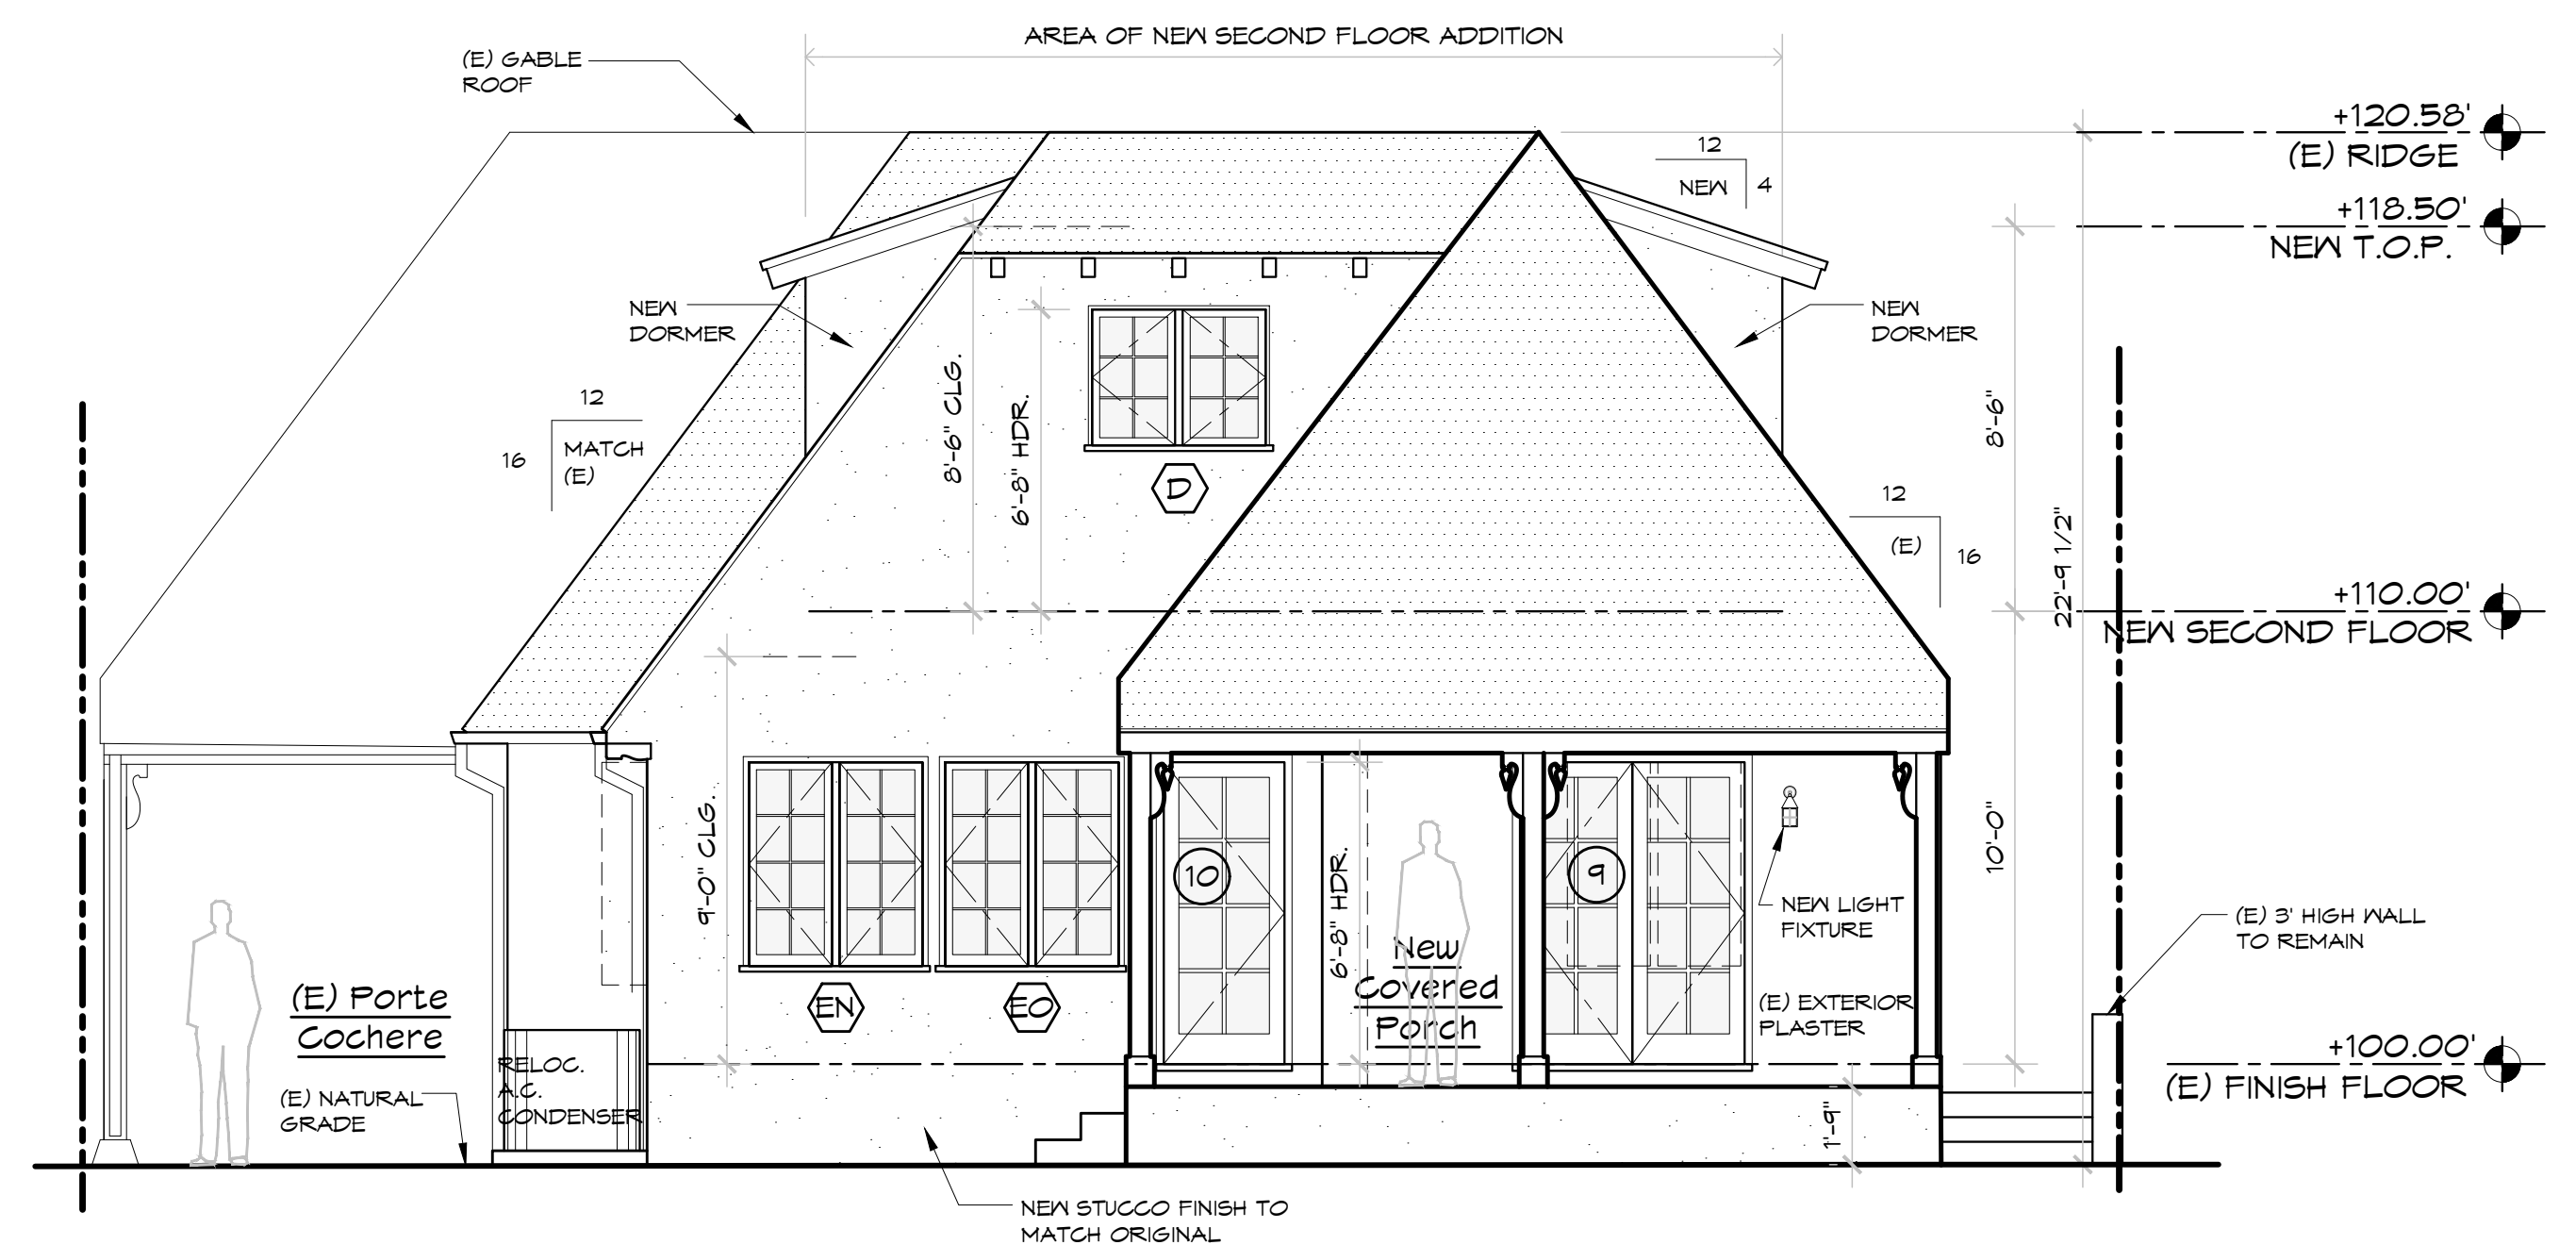 AREA OF NEW SECOND FLOOR ADDITION
(E) GABLE
ROOF
+120.58'
(E) RIDGE
12
NEW
4
+118.50'
NEW T.O.P.
NEW
DORMER
NEW
DORMER
8'-6" CLG.
6'-8" HDR.
8'-6"
12
MATCH
(E)
16
D
12
(E)
16
22'-9 1/2"
+110.00'
NEW SECOND FLOOR
9'-0" CLG.
10
6'-8" HDR.
9
10'-0"
NEW LIGHT
FIXTURE
(E) 3' HIGH WALL
TO REMAIN
New
Covered
Porch
(E) Porte
Cochere
EN
EO
(E) EXTERIOR
PLASTER
+100.00'
(E) FINISH FLOOR
RELOC.
A.C.
CONDENSER
(E) NATURAL
GRADE
1'-9"
NEW STUCCO FINISH TO
MATCH ORIGINAL